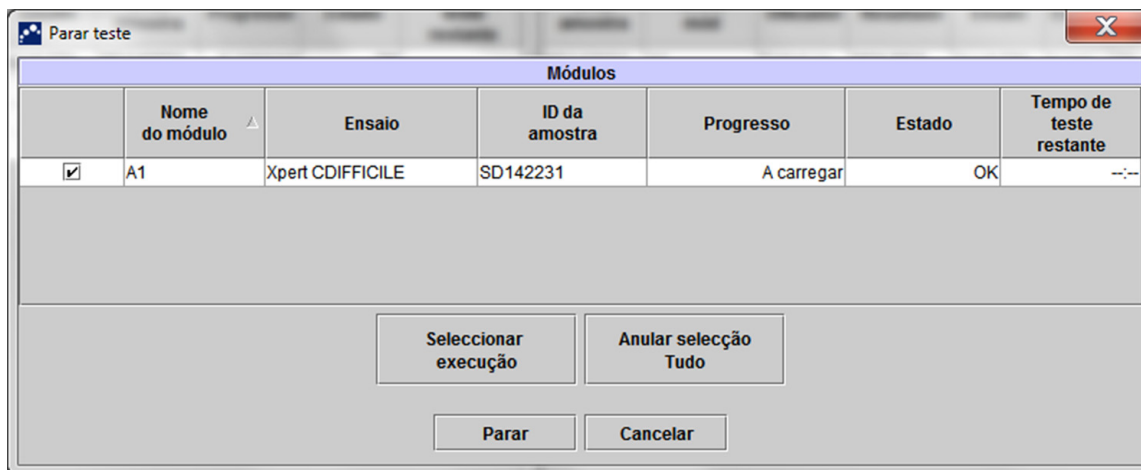 Parar teste
Módulos
Nome do módulo
Ensaio
ID da amostra
Progresso
Estado
Tempo de teste restante
A1
Xpert CDIFFICILE
SD142231
A carregar
OK
--:--
Seleccionar
execução
Anular selecção
Tudo
Parar
Cancelar